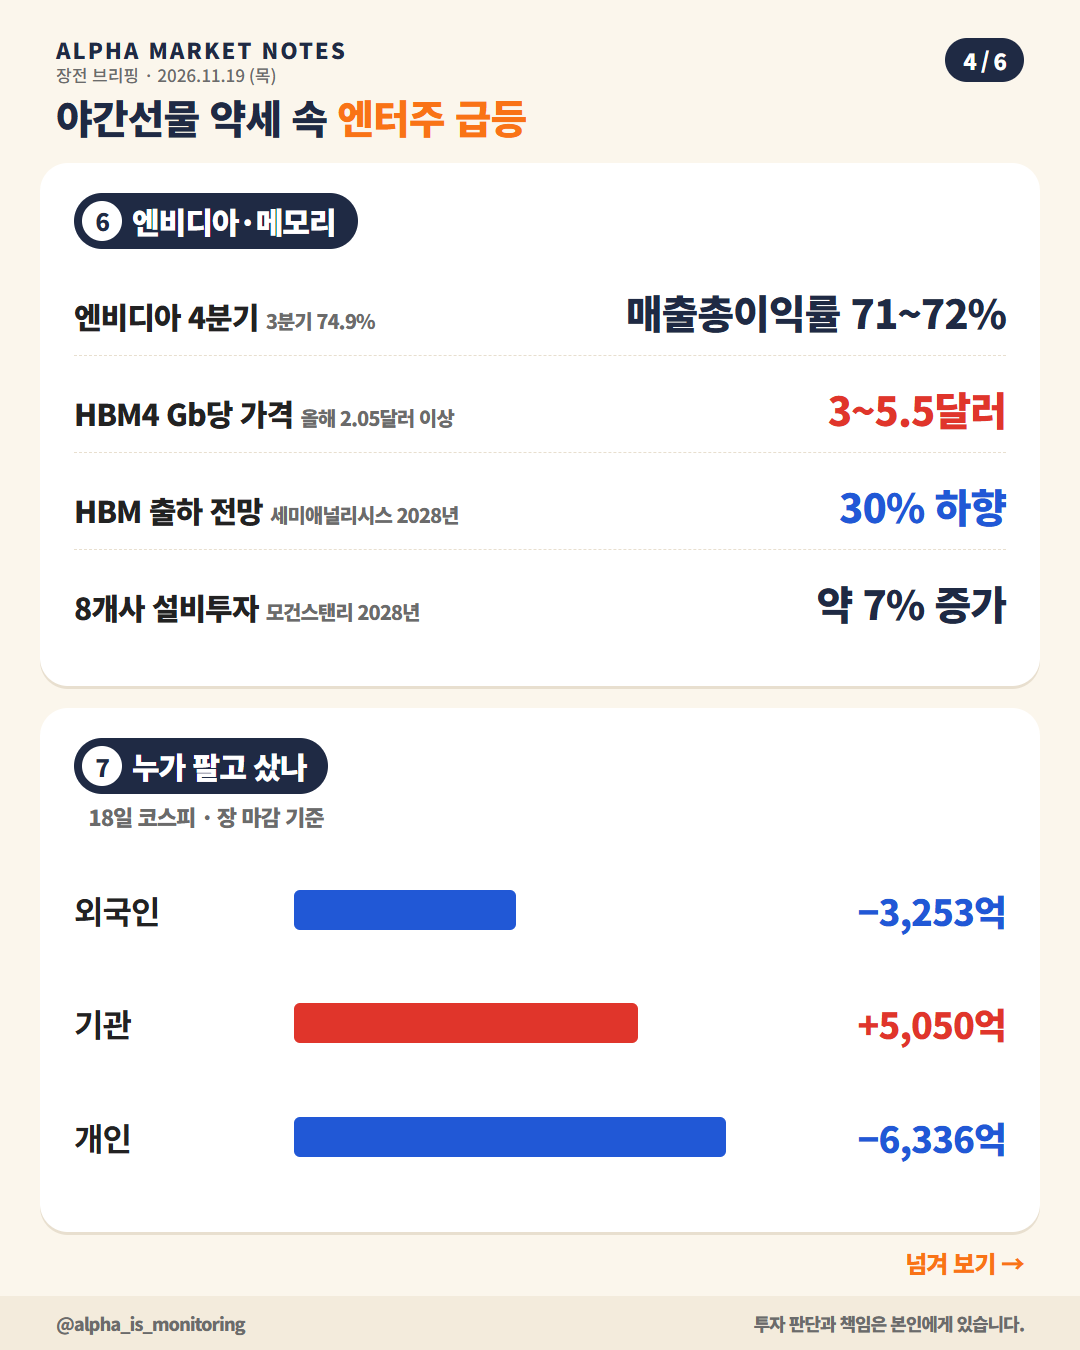 ALPHA MARKET NOTES
장전 브리핑 · 2026.11.19 (목)
4 / 6
야간선물 약세 속 엔터주 급등
6 엔비디아·메모리
엔비디아 4분기 3분기 74.9% 매출총이익률 71~72%
HBM4 Gb당 가격 올해 2.05달러 이상 3~5.5달러
HBM 출하 전망 세미애널리시스 2028년 30% 하향
8개사 설비투자 모건스탠리 2028년 약 7% 증가
7 누가 팔고 샀나
18일 코스피 · 장 마감 기준
외국인 −3,253억
기관 +5,050억
개인 −6,336억
넘겨 보기 →
@alpha_is_monitoring 투자 판단과 책임은 본인에게 있습니다.